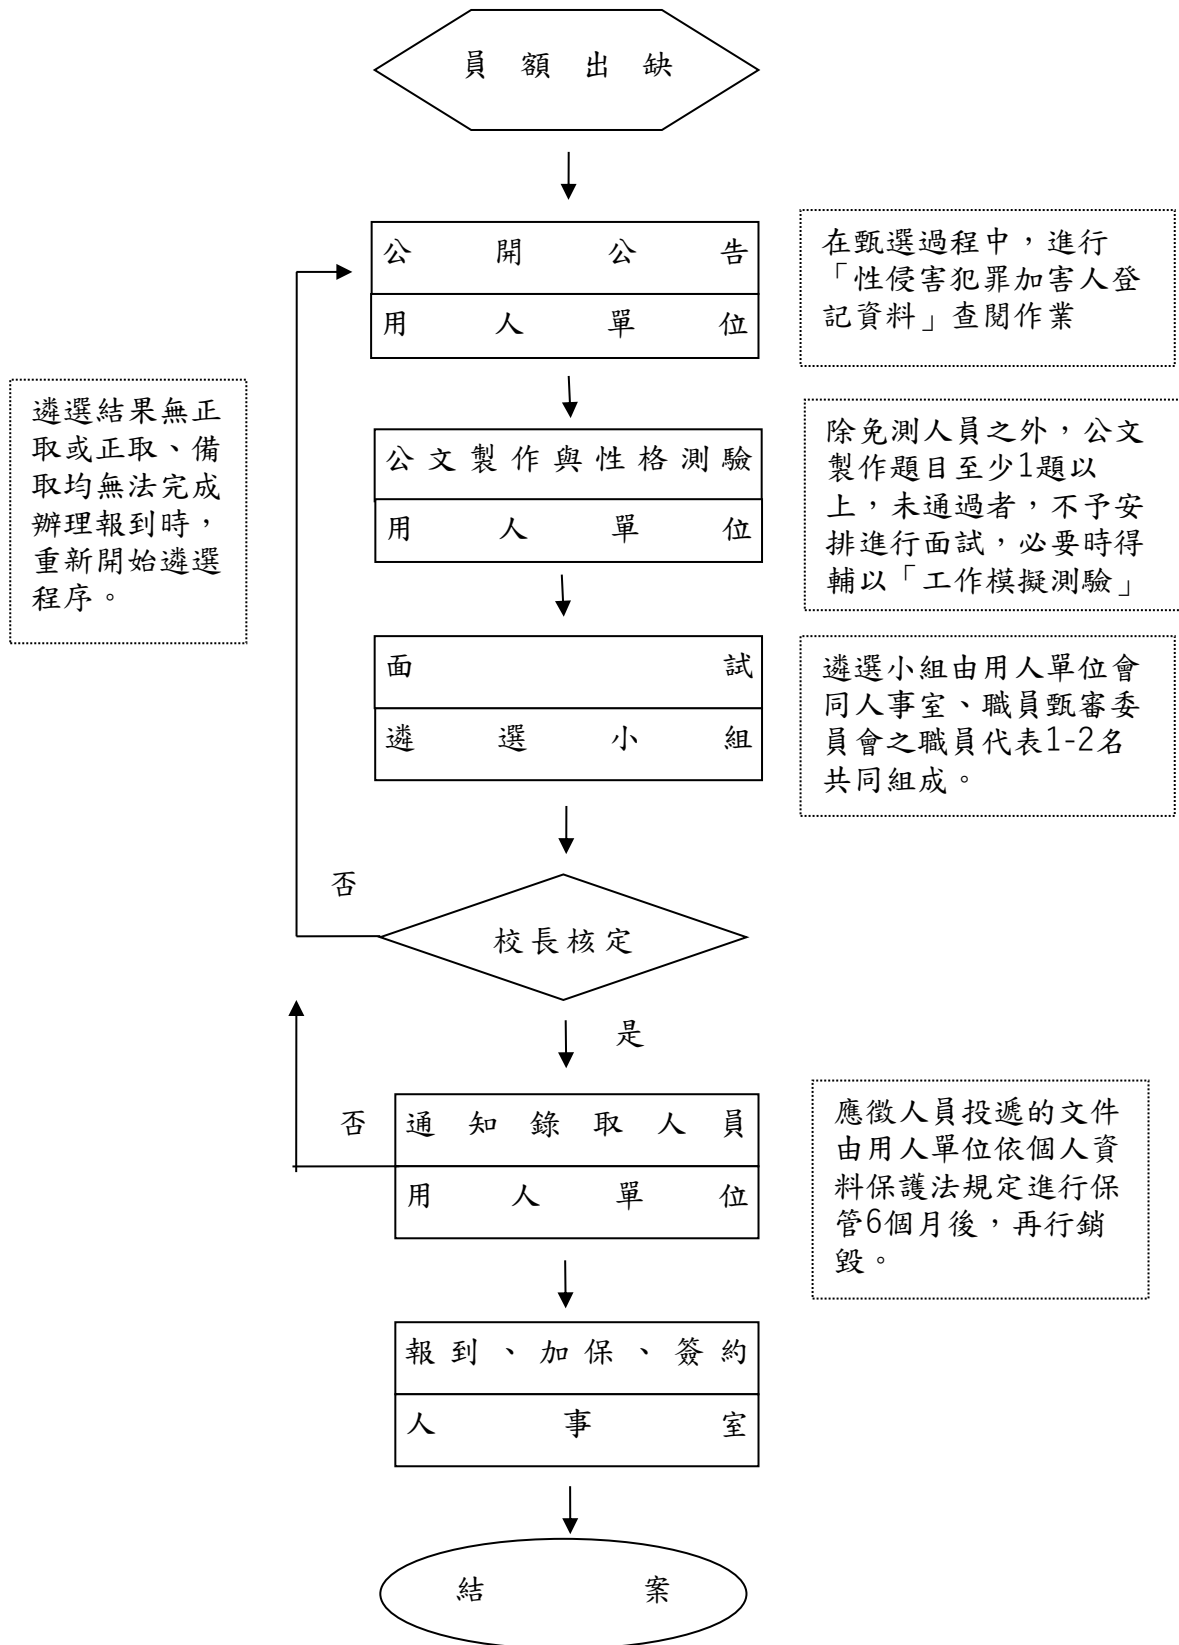 員額出缺
公開公告
用人單位
在甄選過程中，進行
「性侵害犯罪加害人登
記資料」查閱作業
遴選結果無正
取或正取、備
取均無法完成
辦理報到時，
重新開始遴選
程序。
公文製作與性格測驗
用人單位
除免測人員之外，公文
製作題目至少1題以
上，未通過者，不予安
排進行面試，必要時得
輔以「工作模擬測驗」
面試
遴選小組
遴選小組由用人單位會
同人事室、職員甄審委
員會之職員代表1-2名
共同組成。
否
校長核定
是
否
通知錄取人員
用人單位
應徵人員投遞的文件
由用人單位依個人資
料保護法規定進行保
管6個月後，再行銷
毀。
報到、加保、簽約
人事室
結案